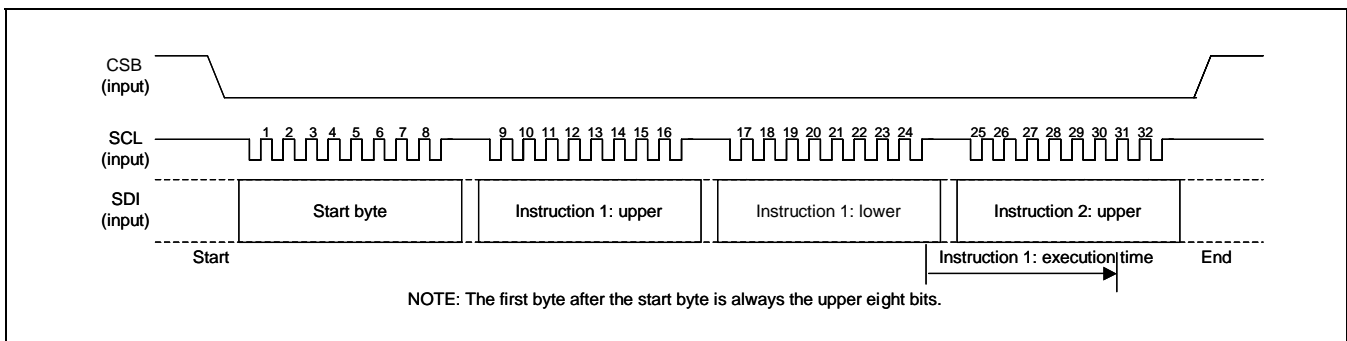 CSB
(input)
SCL
(input)
1 2 3 4 5 6 7 8 9 10 11 12 13 14 15 16 17 18 19 20 21 22 23 24 25 26 27 28 29 30 31 32
SDI
(input)
Start byte Instruction 1: upper Instruction 1: lower Instruction 2: upper
Start Instruction 1: execution time End
NOTE: The first byte after the start byte is always the upper eight bits.